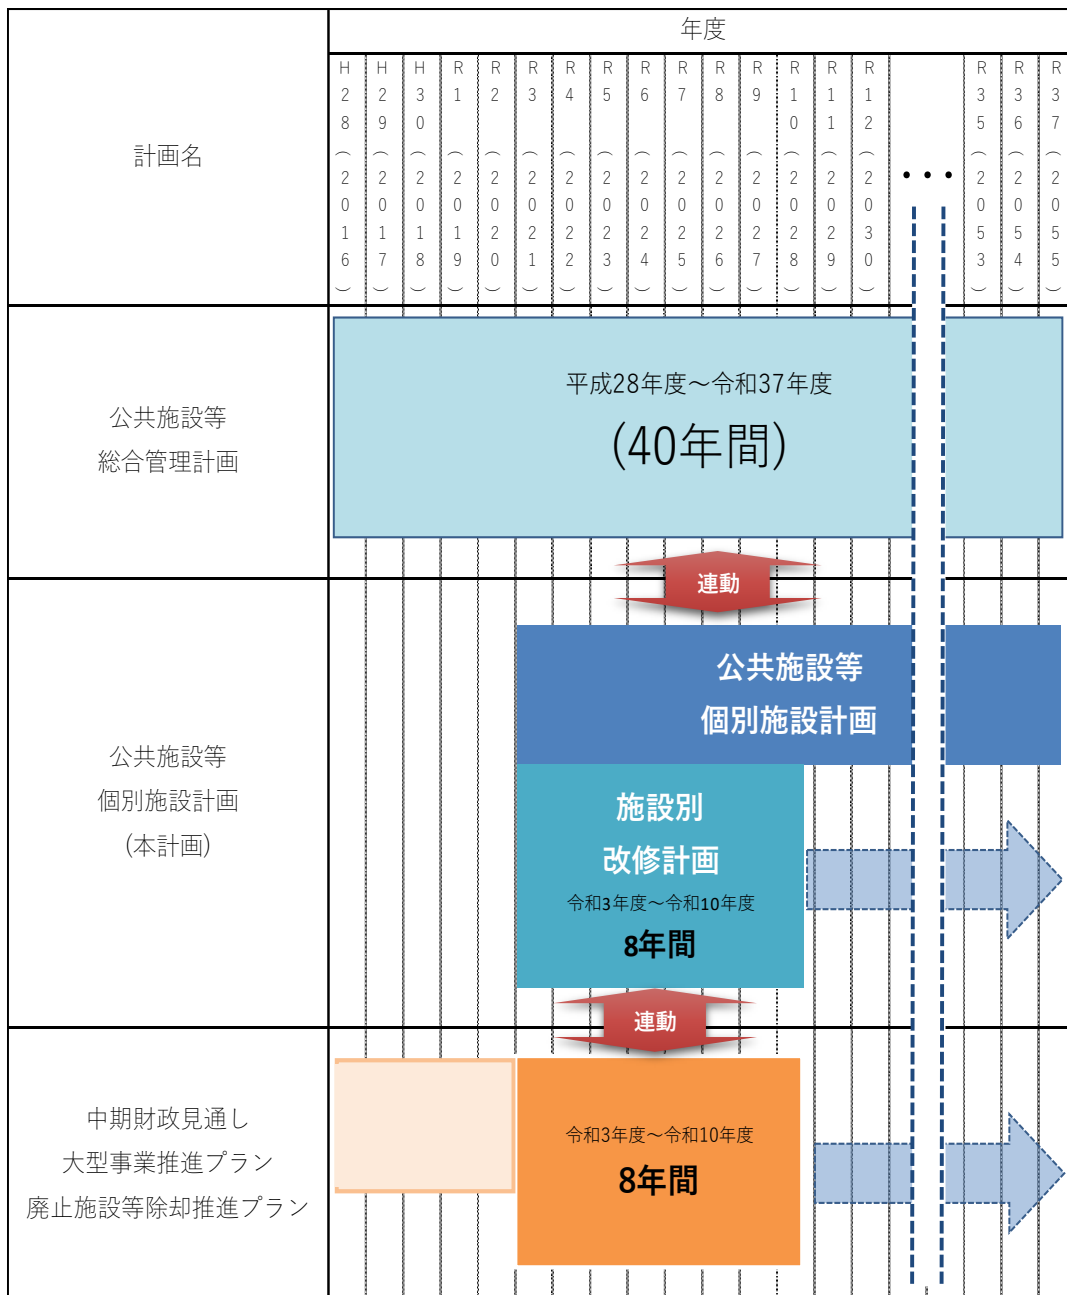 年度
計画名
H28（2016）
H29（2017）
H30（2018）
R1（2019）
R2（2020）
R3（2021）
R4（2022）
R5（2023）
R6（2024）
R7（2025）
R8（2026）
R9（2027）
R10（2028）
R11（2029）
R12（2030）
・・・
R35（2053）
R36（2054）
R37（2055）
公共施設等
総合管理計画
平成28年度～令和37年度
(40年間)
連動
公共施設等
個別施設計画
(本計画)
公共施設等
個別施設計画
施設別
改修計画
令和3年度～令和10年度
8年間
連動
中期財政見通し
大型事業推進プラン
廃止施設等除却推進プラン
令和3年度～令和10年度
8年間